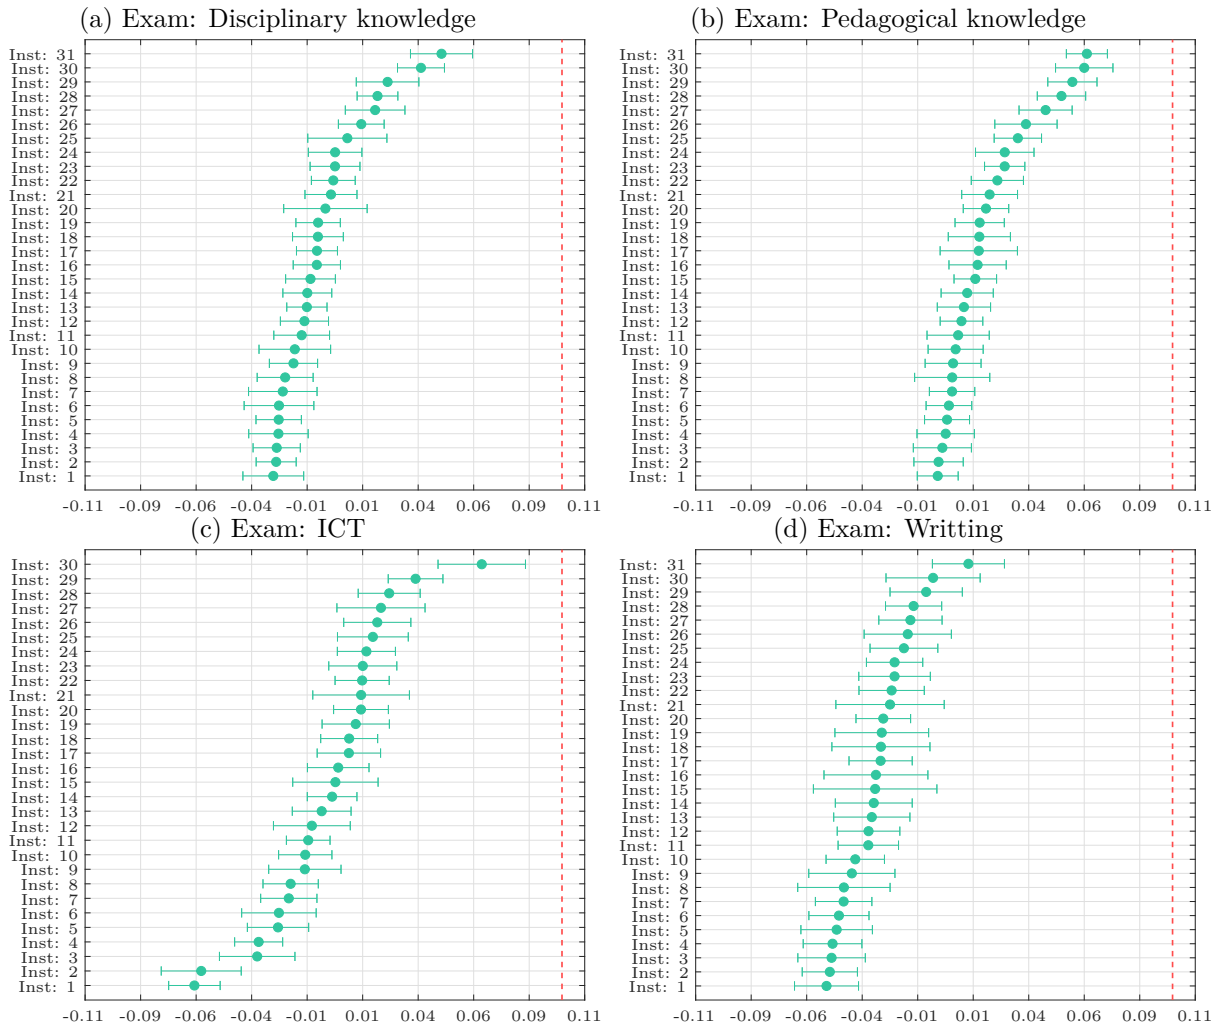 (a) Exam: Disciplinary knowledge
Inst: 31
Inst: 30
Inst: 29
Inst: 28
Inst: 27
Inst: 26
Inst: 25
Inst: 24
Inst: 23
Inst: 22
Inst: 21
Inst: 20
Inst: 19
Inst: 18
Inst: 17
Inst: 16
Inst: 15
Inst: 14
Inst: 13
Inst: 12
Inst: 11
Inst: 10
Inst: 9
Inst: 8
Inst: 7
Inst: 6
Inst: 5
Inst: 4
Inst: 3
Inst: 2
Inst: 1
-0.11 -0.09 -0.06 -0.04 -0.01 0.01 0.04 0.06 0.09 0.11
(b) Exam: Pedagogical knowledge
Inst: 31
Inst: 30
Inst: 29
Inst: 28
Inst: 27
Inst: 26
Inst: 25
Inst: 24
Inst: 23
Inst: 22
Inst: 21
Inst: 20
Inst: 19
Inst: 18
Inst: 17
Inst: 16
Inst: 15
Inst: 14
Inst: 13
Inst: 12
Inst: 11
Inst: 10
Inst: 9
Inst: 8
Inst: 7
Inst: 6
Inst: 5
Inst: 4
Inst: 3
Inst: 2
Inst: 1
-0.11 -0.09 -0.06 -0.04 -0.01 0.01 0.04 0.06 0.09 0.11
(c) Exam: ICT
Inst: 30
Inst: 29
Inst: 28
Inst: 27
Inst: 26
Inst: 25
Inst: 24
Inst: 23
Inst: 22
Inst: 21
Inst: 20
Inst: 19
Inst: 18
Inst: 17
Inst: 16
Inst: 15
Inst: 14
Inst: 13
Inst: 12
Inst: 11
Inst: 10
Inst: 9
Inst: 8
Inst: 7
Inst: 6
Inst: 5
Inst: 4
Inst: 3
Inst: 2
Inst: 1
-0.11 -0.09 -0.06 -0.04 -0.01 0.01 0.04 0.06 0.09 0.11
(d) Exam: Writting
Inst: 31
Inst: 30
Inst: 29
Inst: 28
Inst: 27
Inst: 26
Inst: 25
Inst: 24
Inst: 23
Inst: 22
Inst: 21
Inst: 20
Inst: 19
Inst: 18
Inst: 17
Inst: 16
Inst: 15
Inst: 14
Inst: 13
Inst: 12
Inst: 11
Inst: 10
Inst: 9
Inst: 8
Inst: 7
Inst: 6
Inst: 5
Inst: 4
Inst: 3
Inst: 2
Inst: 1
-0.11 -0.09 -0.06 -0.04 -0.01 0.01 0.04 0.06 0.09 0.11